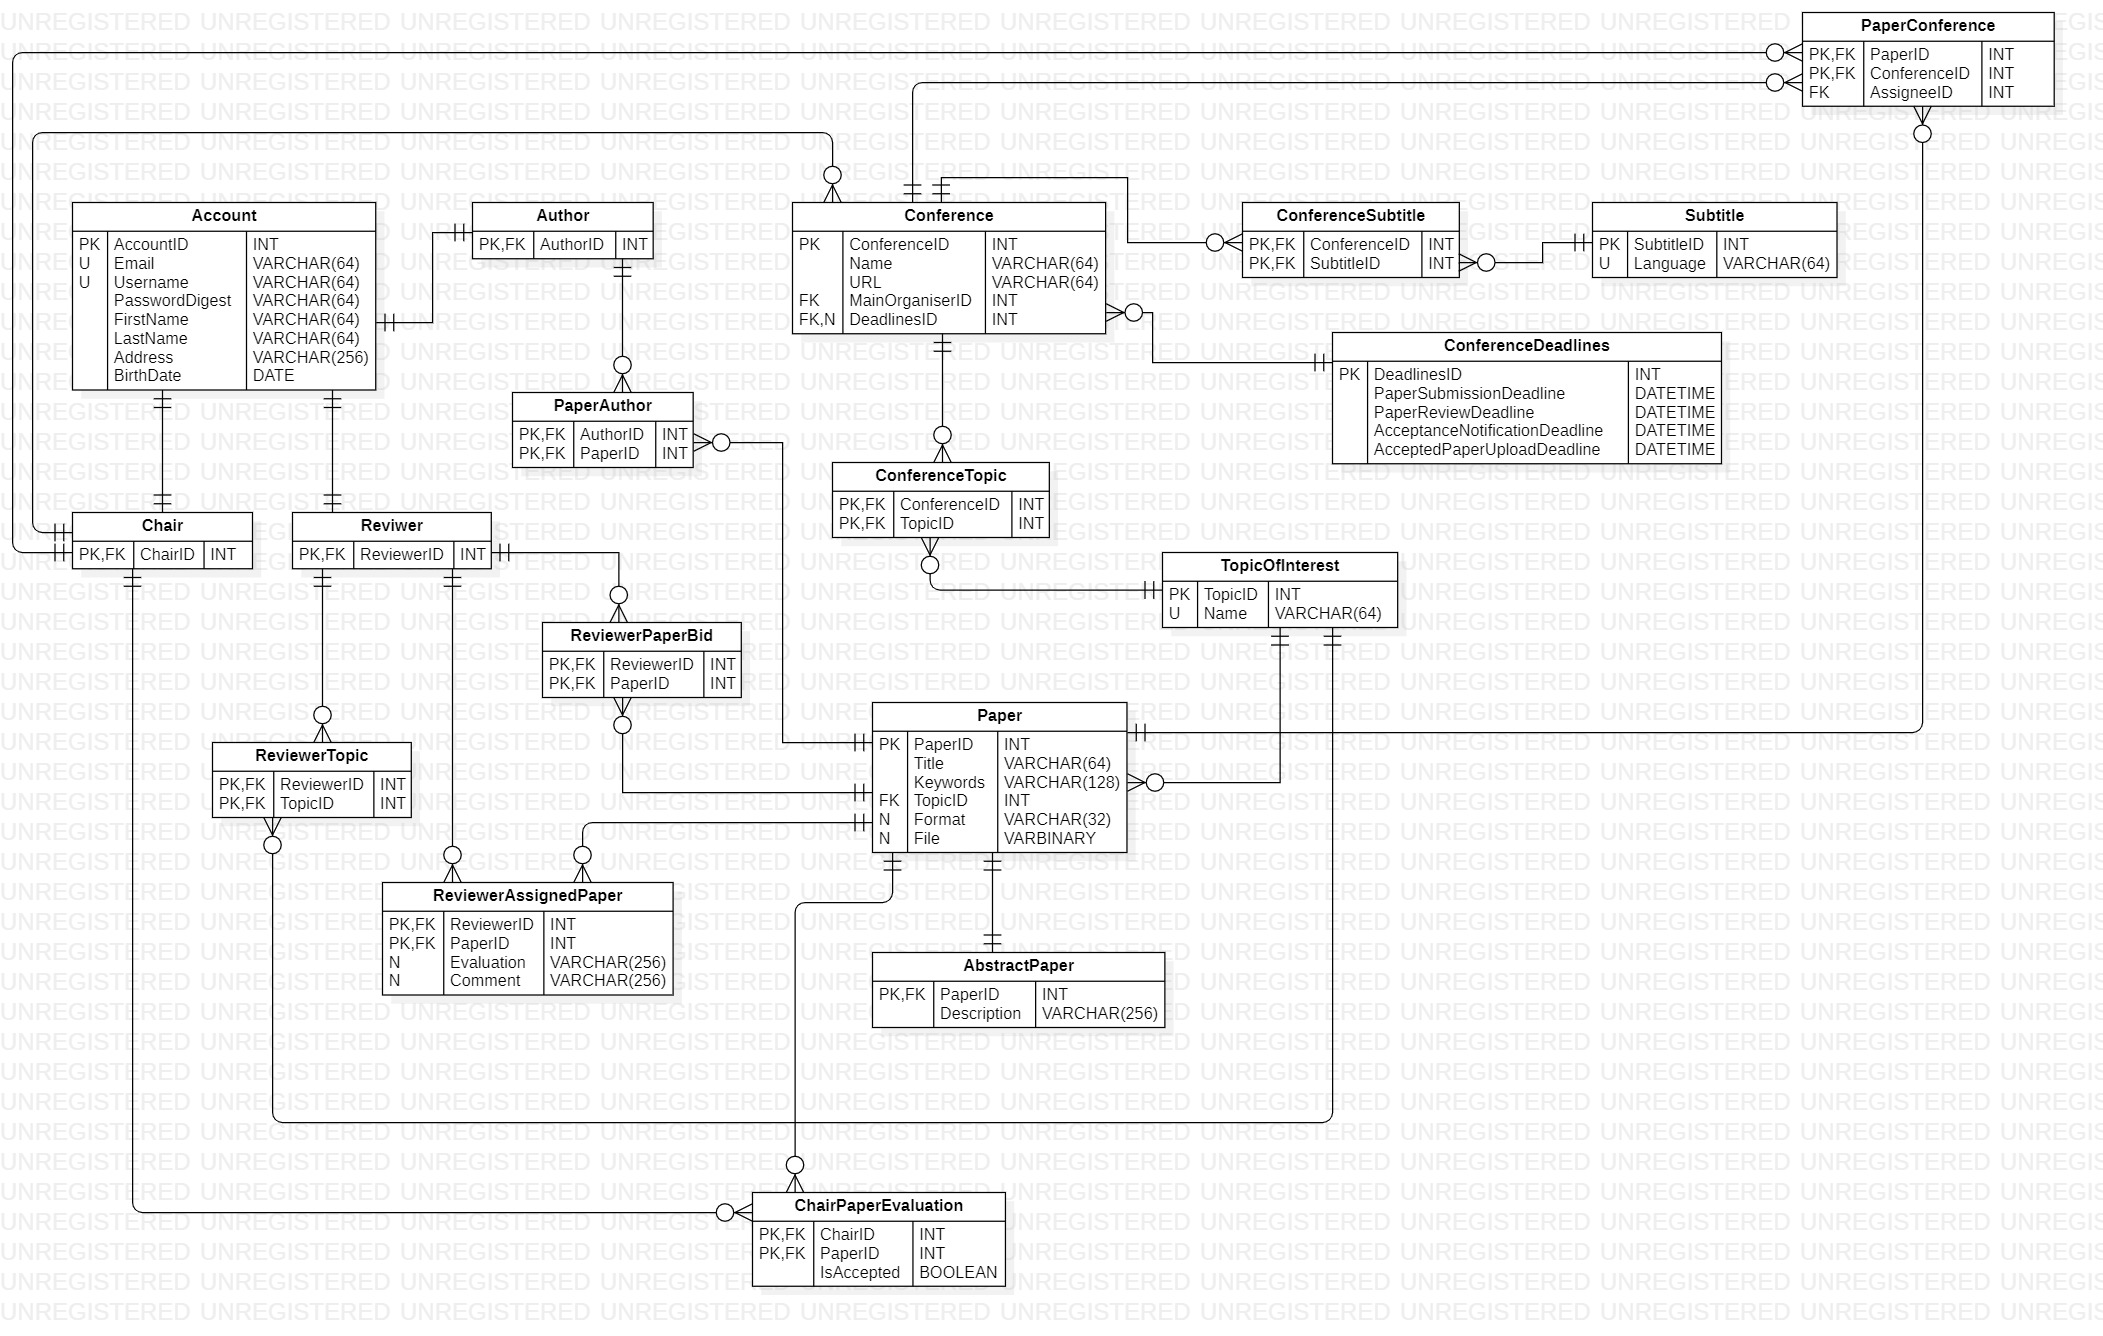 PaperConference
PK,FK PaperID INT
PK,FK ConferenceID INT
FK AssigneeID INT
Account
PK AccountID INT
U Email VARCHAR(64)
U Username VARCHAR(64)
PasswordDigest VARCHAR(64)
FirstName VARCHAR(64)
LastName VARCHAR(64)
Address VARCHAR(256)
BirthDate DATE
Author
PK,FK AuthorID INT
Conference
PK ConferenceID INT
Name VARCHAR(64)
URL VARCHAR(64)
FK MainOrganiserID INT
FK,N DeadlinesID INT
ConferenceSubtitle
PK,FK ConferenceID INT
PK,FK SubtitleID INT
Subtitle
PK SubtitleID INT
U Language VARCHAR(64)
ConferenceDeadlines
PK DeadlinesID INT
PaperSubmissionDeadline DATETIME
PaperReviewDeadline DATETIME
AcceptanceNotificationDeadline DATETIME
AcceptedPaperUploadDeadline DATETIME
PaperAuthor
PK,FK AuthorID INT
PK,FK PaperID INT
ConferenceTopic
PK,FK ConferenceID INT
PK,FK TopicID INT
Chair
PK,FK ChairID INT
Reviwer
PK,FK ReviewerID INT
TopicOfInterest
PK TopicID INT
U Name VARCHAR(64)
ReviewerPaperBid
PK,FK ReviewerID INT
PK,FK PaperID INT
Paper
PK PaperID INT
Title VARCHAR(64)
Keywords VARCHAR(128)
FK TopicID INT
N Format VARCHAR(32)
N File VARBINARY
ReviewerTopic
PK,FK ReviewerID INT
PK,FK TopicID INT
ReviewerAssignedPaper
PK,FK ReviewerID INT
PK,FK PaperID INT
N Evaluation VARCHAR(256)
N Comment VARCHAR(256)
AbstractPaper
PK,FK PaperID INT
Description VARCHAR(256)
ChairPaperEvaluation
PK,FK ChairID INT
PK,FK PaperID INT
IsAccepted BOOLEAN
UNREGISTERED